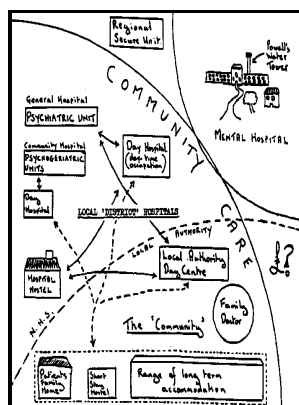 Regional
Secure Unit
Powell's
Water
Tower
MENTAL HOSPITAL
COMMUNITY
CARE
General Hospital
PSYCHIATRIC UNIT
Community Hospital
PSYCHOGERIATRIC
UNITS
Day Hospital
(day-time
occupation)
Day
Hospital
LOCAL 'DISTRICT' HOSPITALS
LOCAL AUTHORITY
N.H.S.
£?
HOSPITAL
HOSTEL
Local Authority
Day Centre
The 'Community'
Family
Doctor
Patients
Family
Home
Short
Stay
Hostel
Range of long term
accommodation